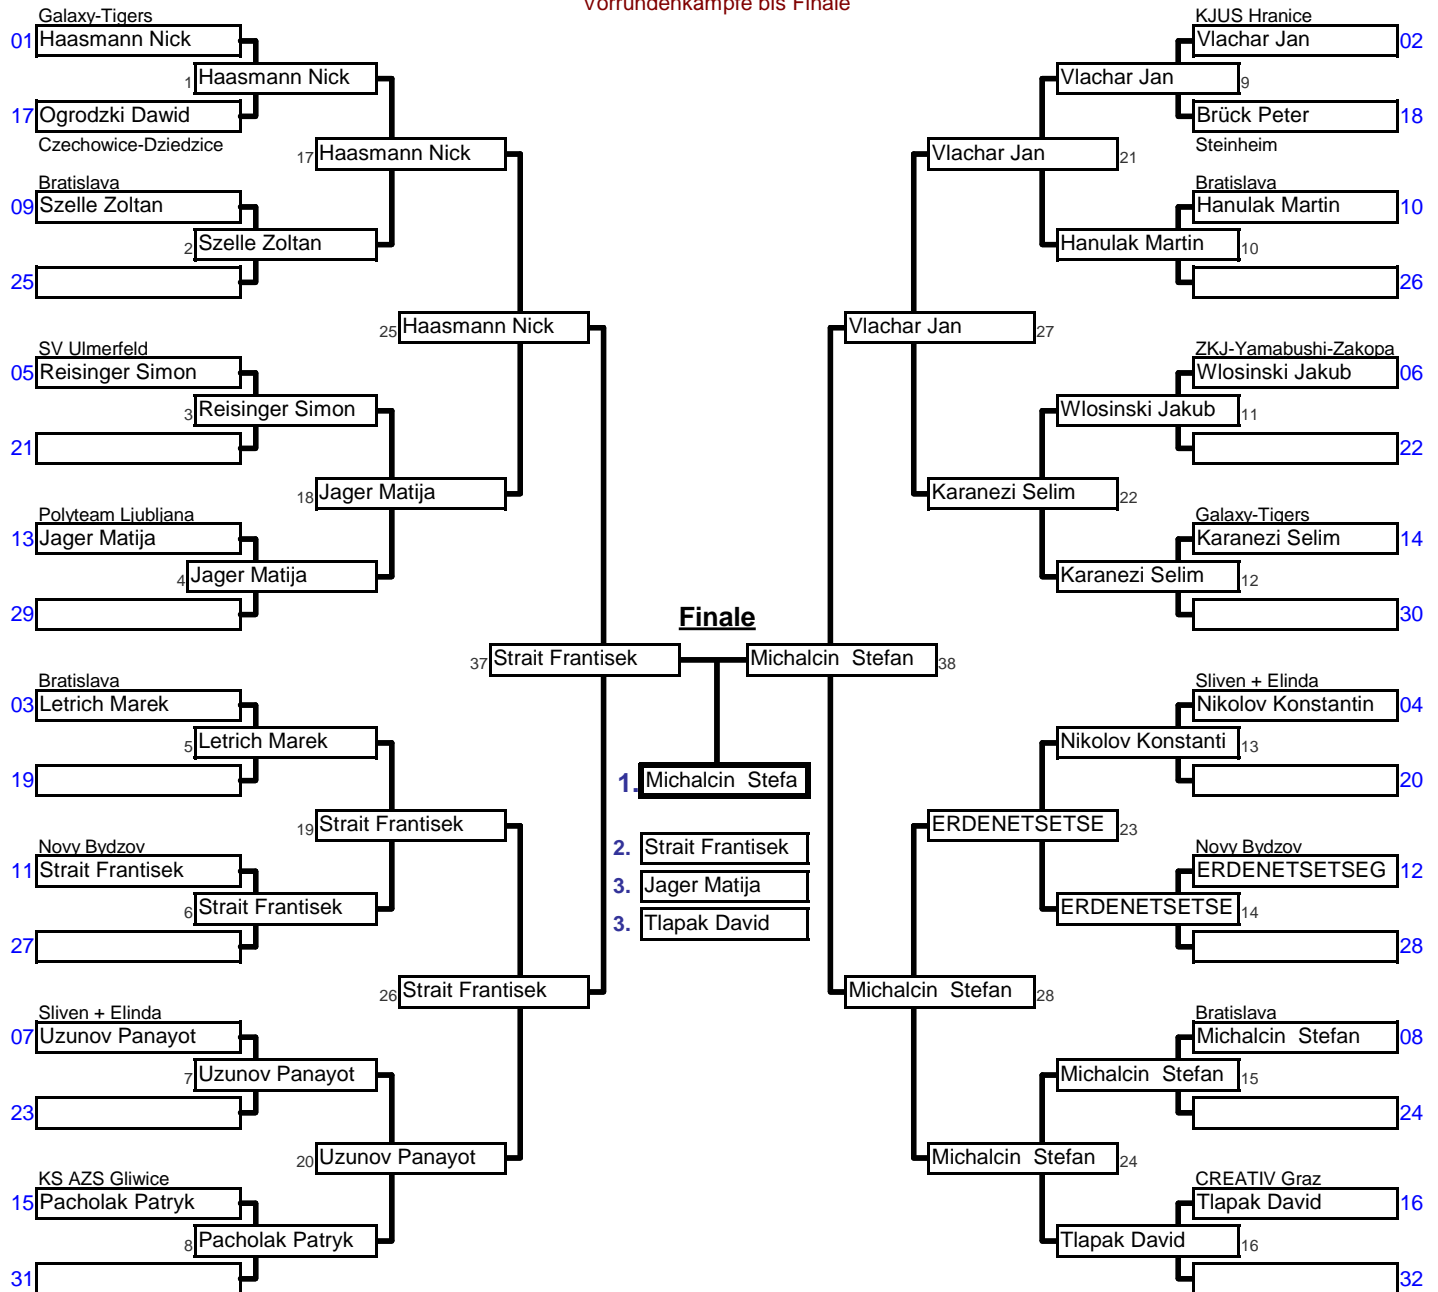 Vorrundenkämpfe bis Finale
Galaxy-Tigers
01 Haasmann Nick
1 Haasmann Nick
17 Ogrodzki Dawid
Czechowice-Dziedzice
17 Haasmann Nick
Bratislava
09 Szelle Zoltan
2 Szelle Zoltan
25
25 Haasmann Nick
SV Ulmerfeld
05 Reisinger Simon
3 Reisinger Simon
21
18 Jager Matija
Polyteam Ljubljana
13 Jager Matija
4 Jager Matija
29
37 Strait Frantisek
Bratislava
03 Letrich Marek
5 Letrich Marek
19
19 Strait Frantisek
Novy Bydzov
11 Strait Frantisek
6 Strait Frantisek
27
26 Strait Frantisek
Sliven + Elinda
07 Uzunov Panayot
7 Uzunov Panayot
23
20 Uzunov Panayot
KS AZS Gliwice
15 Pacholak Patryk
8 Pacholak Patryk
31
Finale
1. Michalcin  Stefa
2. Strait Frantisek
3. Jager Matija
3. Tlapak David
KJUS Hranice
Vlachar Jan 02
Vlachar Jan 9
Brück Peter 18
Steinheim
Vlachar Jan 21
Bratislava
Hanulak Martin 10
Hanulak Martin 10
26
Vlachar Jan 27
ZKJ-Yamabushi-Zakopa
Wlosinski Jakub 06
Wlosinski Jakub 11
22
Karanezi Selim 22
Galaxy-Tigers
Karanezi Selim 14
Karanezi Selim 12
30
Michalcin  Stefan 38
Sliven + Elinda
Nikolov Konstantin 04
Nikolov Konstanti 13
20
ERDENETSETSE 23
Novy Bydzov
ERDENETSETSEG 12
ERDENETSETSE 14
28
Michalcin  Stefan 28
Bratislava
Michalcin  Stefan 08
Michalcin  Stefan 15
24
Michalcin  Stefan 24
CREATIV Graz
Tlapak David 16
Tlapak David 16
32